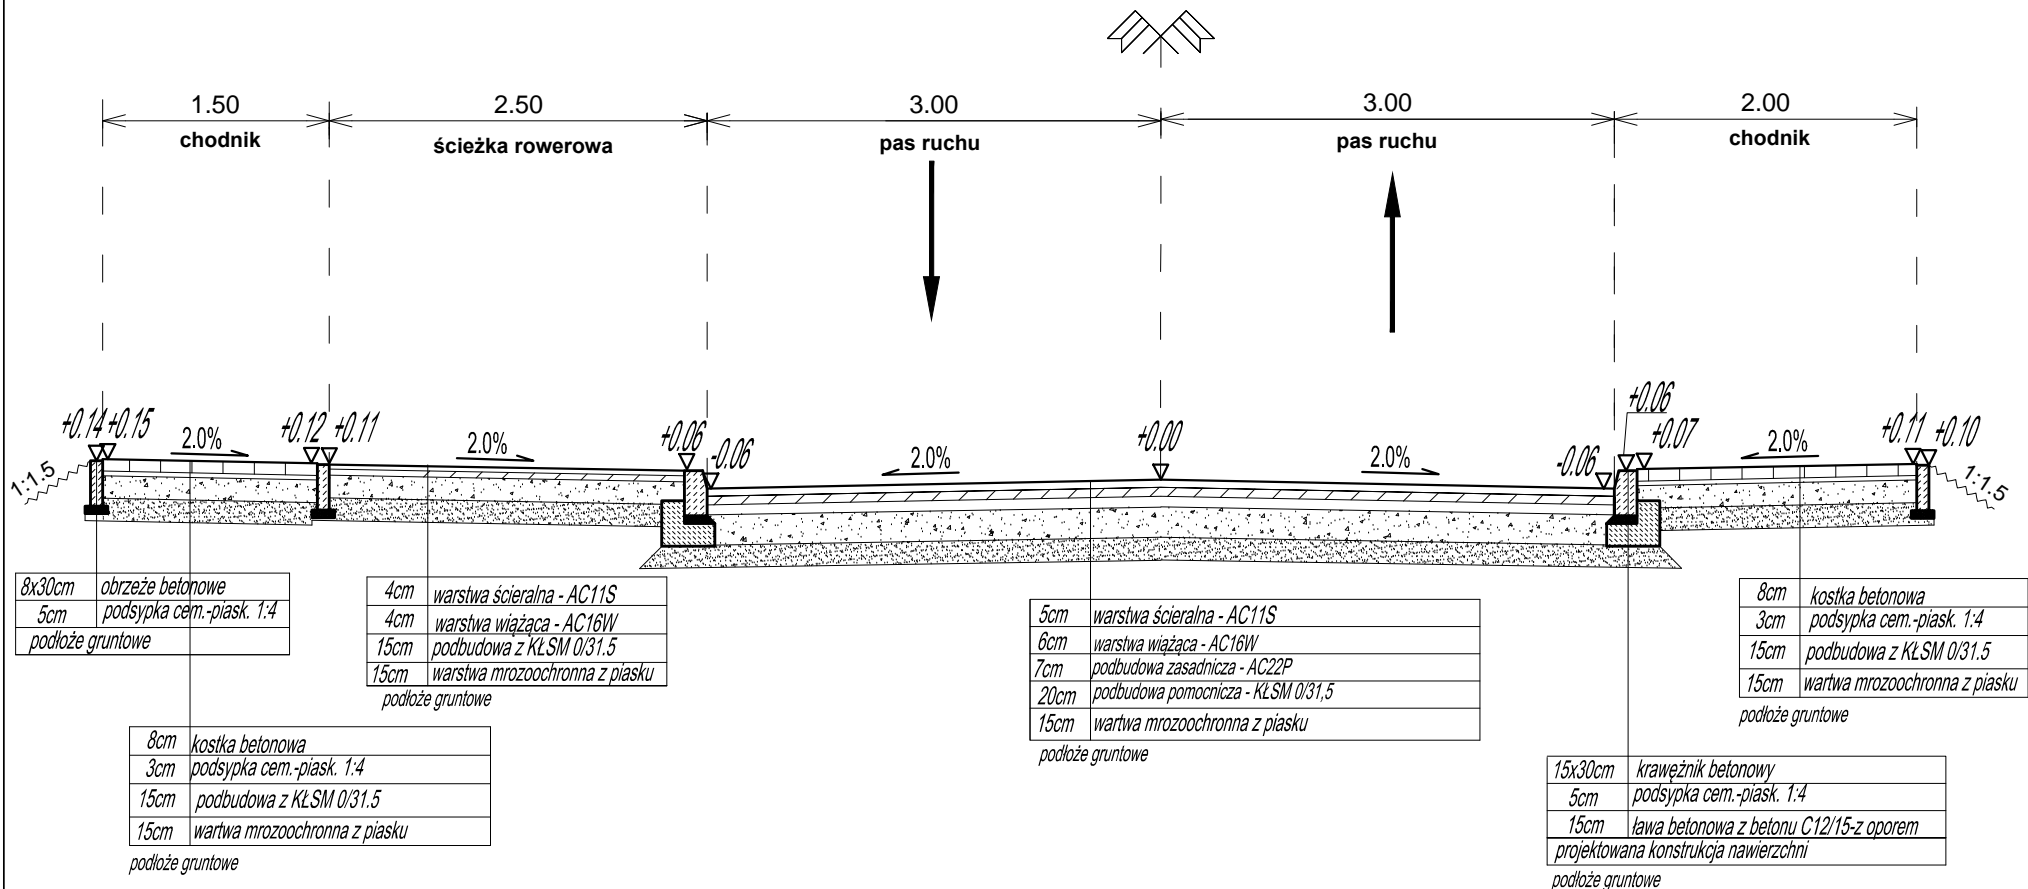 1.50 2.50 3.00 3.00 2.00
chodnik ścieżka rowerowa pas ruchu pas ruchu chodnik
+0.06
+0.14 +0.15 2.0% +0.12 +0.11 2.0% +0.06 -0.06 2.0% +0.00 2.0% -0.06 +0.07 2.0% +0.11 +0.10
1:1.5 1:1.5
8x30cm obrzeże betonowe
5cm podsypka cem.-piask. 1:4
podłoże gruntowe
4cm warstwa ścieralna - AC11S
4cm warstwa wiążąca - AC16W
15cm podbudowa z KŁSM 0/31.5
15cm warstwa mrozoochronna z piasku
podłoże gruntowe
5cm warstwa ścieralna - AC11S
6cm warstwa wiążąca - AC16W
7cm podbudowa zasadnicza - AC22P
20cm podbudowa pomocnicza - KŁSM 0/31,5
15cm wartwa mrozoochronna z piasku
podłoże gruntowe
8cm kostka betonowa
3cm podsypka cem.-piask. 1:4
15cm podbudowa z KŁSM 0/31.5
15cm wartwa mrozoochronna z piasku
podłoże gruntowe
8cm kostka betonowa
3cm podsypka cem.-piask. 1:4
15cm podbudowa z KŁSM 0/31.5
15cm wartwa mrozoochronna z piasku
podłoże gruntowe
15x30cm krawężnik betonowy
5cm podsypka cem.-piask. 1:4
15cm ława betonowa z betonu C12/15-z oporem
projektowana konstrukcja nawierzchni
podłoże gruntowe